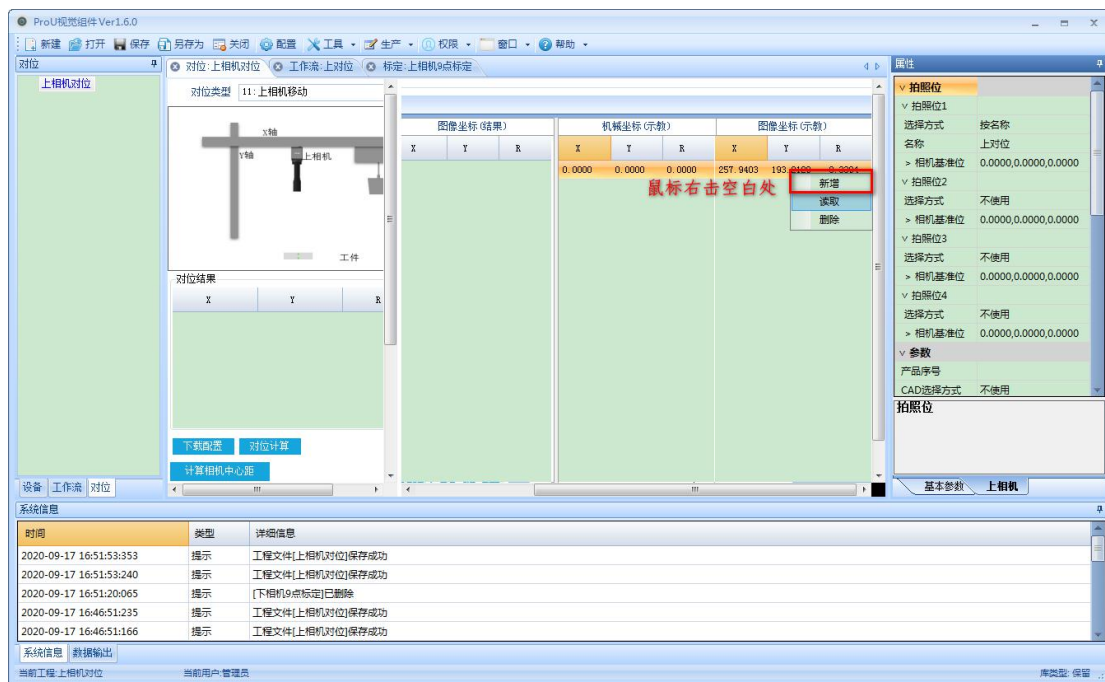 ProU视觉组件 Ver1.6.0
新建 打开 保存 另存为 关闭 配置 工具 生产 权限 窗口 帮助
对位
上相机对位
对位:上相机对位 工作流:上对位 标定:上相机9点标定
对位类型 11:上相机移动
X轴
Y轴
上相机
工件
对位结果
X Y R
下载配置 对位计算
计算相机中心距
图像坐标(结果) 机械坐标(示教) 图像坐标(示教)
X Y R X Y R X Y R
0.0000 0.0000 0.0000 257.9403
鼠标右击空白处
新增
读取
删除
属性
拍照位
拍照位1
选择方式 按名称
名称 上对位
> 相机基准位 0.0000,0.0000,0.0000
拍照位2
选择方式 不使用
> 相机基准位 0.0000,0.0000,0.0000
拍照位3
选择方式 不使用
> 相机基准位 0.0000,0.0000,0.0000
拍照位4
选择方式 不使用
> 相机基准位 0.0000,0.0000,0.0000
参数
产品序号
CAD选择方式 不使用
拍照位
基本参数 上相机
设备 工作流 对位
系统信息
时间 类型 详细信息
2020-09-17 16:51:53:353 提示 工程文件[上相机对位]保存成功
2020-09-17 16:51:53:240 提示 工程文件[上相机对位]保存成功
2020-09-17 16:51:20:065 提示 [下相机9点标定]已删除
2020-09-17 16:46:51:235 提示 工程文件[上相机对位]保存成功
2020-09-17 16:46:51:166 提示 工程文件[上相机对位]保存成功
系统信息 数据输出
当前工程:上相机对位 当前用户:管理员 库类型:保留